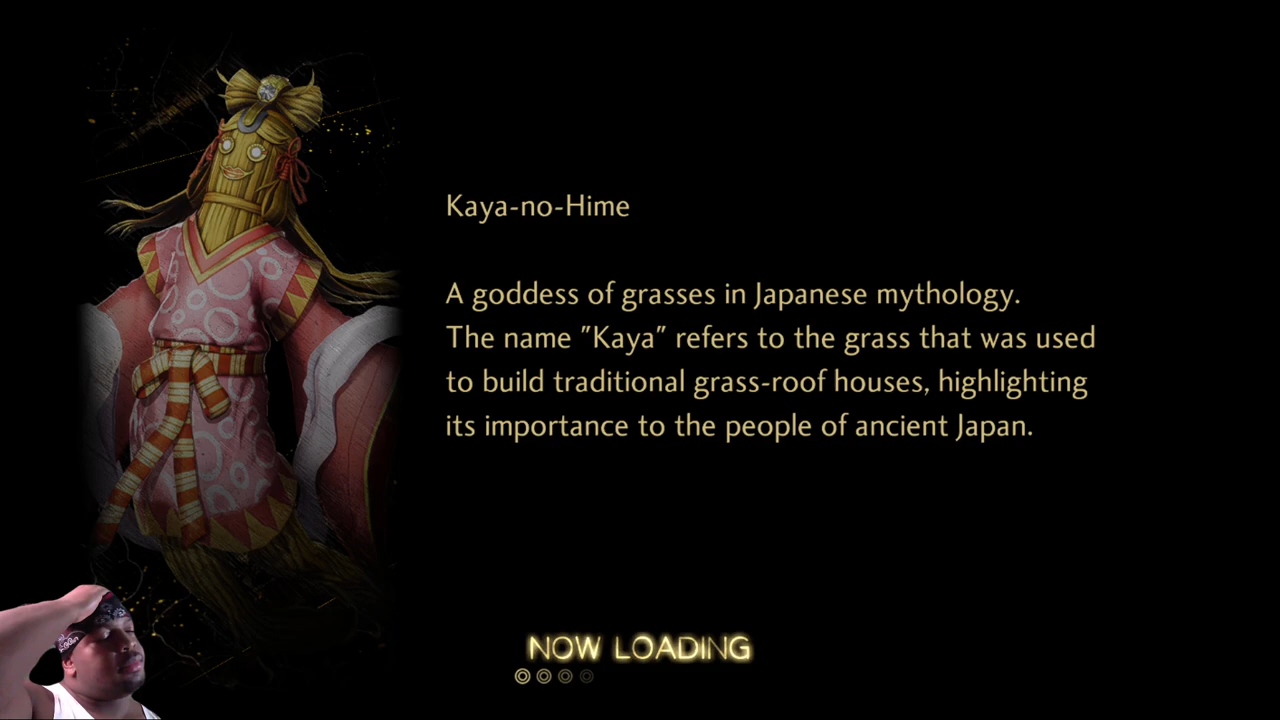 Kaya-no-Hime
A goddess of grasses in Japanese mythology.
The name "Kaya" refers to the grass that was used
to build traditional grass-roof houses, highlighting
its importance to the people of ancient Japan.
NOW LOADING